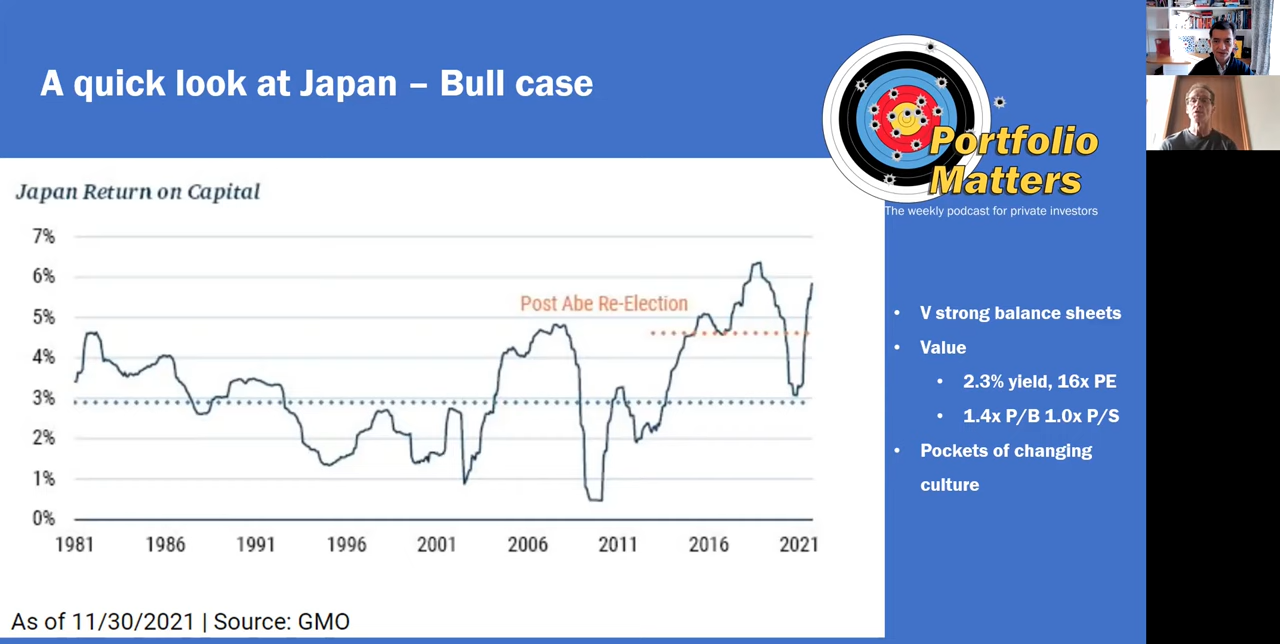 A quick look at Japan – Bull case
Portfolio
Matters
The weekly podcast for private investors
Japan Return on Capital
7%
6%
5%
4%
3%
2%
1%
0%
Post Abe Re-Election
1981 1986 1991 1996 2001 2006 2011 2016 2021
As of 11/30/2021 | Source: GMO
• V strong balance sheets
• Value
• 2.3% yield, 16x PE
• 1.4x P/B 1.0x P/S
• Pockets of changing
culture